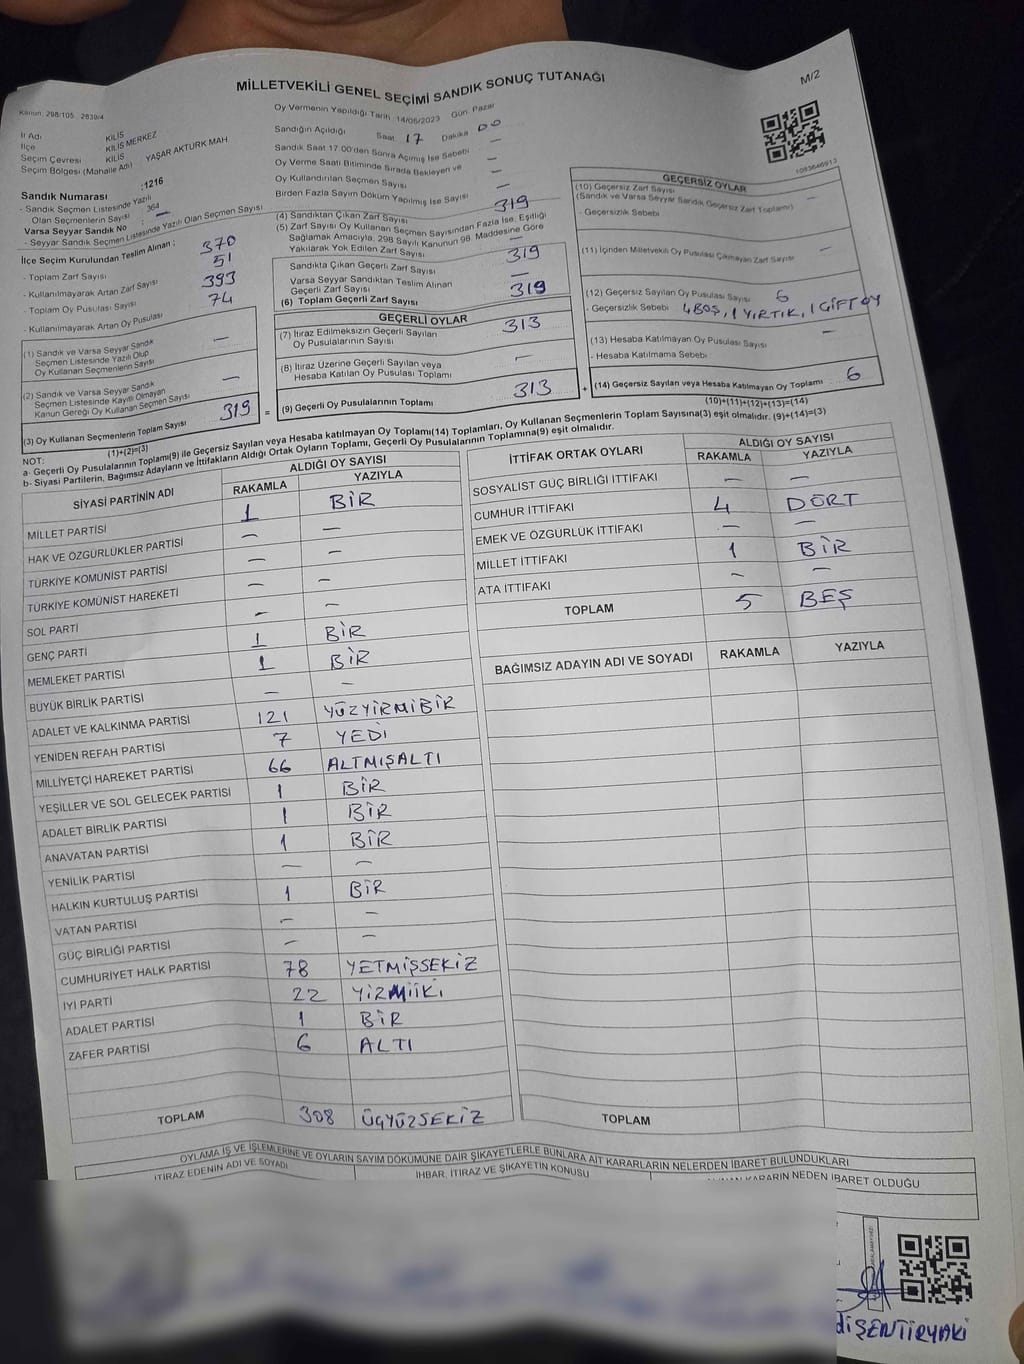 MİLLETVEKİLİ GENEL SEÇİMİ SANDIK SONUÇ TUTANAĞI
M/2
Kanun: 298/105 2839/4
Oy Vermenin Yapıldığı Tarih :14/05/2023 Gün: Pazar
İl Adı : KİLİS
İlçe : KİLİS MERKEZ
Seçim Çevresi : KİLİS
Seçim Bölgesi (Mahalle Adı) : YAŞAR AKTÜRK MAH
Sandığın Açıldığı Saat 17 Dakika 00
Sandık Saat 17:00'den Sonra Açılmış İse Sebebi —
Oy Verme Saati Bitiminde Sırada Bekleyen ve
Oy Kullandırılan Seçmen Sayısı —
Birden Fazla Sayım Döküm Yapılmış İse Sayısı —
Sandık Numarası :1216
- Sandık Seçmen Listesinde Yazılı
Olan Seçmenlerin Sayısı : 364
Varsa Seyyar Sandık No : —
- Seyyar Sandık Seçmen Listesinde Yazılı Olan Seçmen Sayısı
İlçe Seçim Kurulundan Teslim Alınan ;
- Toplam Zarf Sayısı 370
- Kullanılmayarak Artan Zarf Sayısı 51
- Toplam Oy Pusulası Sayısı 393
- Kullanılmayarak Artan Oy Pusulası 74
(1) Sandık ve Varsa Seyyar Sandık
Seçmen Listesinde Yazılı Olup
Oy Kullanan Seçmenlerin Sayısı —
(2) Sandık ve Varsa Seyyar Sandık
Seçmen Listesinde Kayıtlı Olmayan
Kanun Gereği Oy Kullanan Seçmen Sayısı —
(3) Oy Kullanan Seçmenlerin Toplam Sayısı 319
(1)+(2)=(3)
(4) Sandıktan Çıkan Zarf Sayısı 319
(5) Zarf Sayısı Oy Kullanan Seçmen Sayısından Fazla İse, Eşitliği
Sağlamak Amacıyla, 298 Sayılı Kanunun 98. Maddesine Göre
Yakılarak Yok Edilen Zarf Sayısı —
Sandıkta Çıkan Geçerli Zarf Sayısı 319
Varsa Seyyar Sandıktan Teslim Alınan
Geçerli Zarf Sayısı —
(6) Toplam Geçerli Zarf Sayısı 319
GEÇERLİ OYLAR
(7) İtiraz Edilmeksizin Geçerli Sayılan
Oy Pusulalarının Sayısı 313
(8) İtiraz Üzerine Geçerli Sayılan veya
Hesaba Katılan Oy Pusulası Toplamı —
= (9) Geçerli Oy Pusulalarının Toplamı 313 +
1083646913
GEÇERSİZ OYLAR
(10) Geçersiz Zarf Sayısı
(Sandık ve Varsa Seyyar Sandık Geçersiz Zarf Toplamı) —
- Geçersizlik Sebebi
(11) İçinden Milletvekili Oy Pusulası Çıkmayan Zarf Sayısı —
(12) Geçersiz Sayılan Oy Pusulası Sayısı 6
- Geçersizlik Sebebi 4 BOŞ, 1 YIRTIK, 1 ÇİFT OY
(13) Hesaba Katılmayan Oy Pusulası Sayısı —
- Hesaba Katılmama Sebebi
(14) Geçersiz Sayılan veya Hesaba Katılmayan Oy Toplamı 6
(10)+(11)+(12)+(13)=(14)
NOT:
a- Geçerli Oy Pusulalarının Toplamı(9) ile Geçersiz Sayılan veya Hesaba katılmayan Oy Toplamı(14) Toplamları, Oy Kullanan Seçmenlerin Toplam Sayısına(3) eşit olmalıdır. (9)+(14)=(3)
b- Siyasi Partilerin, Bağımsız Adayların ve İttifakların Aldığı Ortak Oyların Toplamı, Geçerli Oy Pusulalarının Toplamına(9) eşit olmalıdır.
SİYASİ PARTİNİN ADI ALDIĞI OY SAYISI
RAKAMLA YAZIYLA
MİLLET PARTİSİ 1 BİR
HAK VE ÖZGÜRLÜKLER PARTİSİ — —
TÜRKİYE KOMÜNİST PARTİSİ — —
TÜRKİYE KOMÜNİST HAREKETİ — —
SOL PARTİ — —
GENÇ PARTİ 1 BİR
MEMLEKET PARTİSİ 1 BİR
BÜYÜK BİRLİK PARTİSİ — —
ADALET VE KALKINMA PARTİSİ 121 YÜZYİRMİBİR
YENİDEN REFAH PARTİSİ 7 YEDİ
MİLLİYETÇİ HAREKET PARTİSİ 66 ALTMIŞALTI
YEŞİLLER VE SOL GELECEK PARTİSİ 1 BİR
ADALET BİRLİK PARTİSİ 1 BİR
ANAVATAN PARTİSİ 1 BİR
YENİLİK PARTİSİ — —
HALKIN KURTULUŞ PARTİSİ 1 BİR
VATAN PARTİSİ — —
GÜÇ BİRLİĞİ PARTİSİ — —
CUMHURİYET HALK PARTİSİ 78 YETMİŞSEKİZ
İYİ PARTİ 22 YİRMİİKİ
ADALET PARTİSİ 1 BİR
ZAFER PARTİSİ 6 ALTI
TOPLAM 308 ÜÇYÜZSEKİZ
İTTİFAK ORTAK OYLARI ALDIĞI OY SAYISI
RAKAMLA YAZIYLA
SOSYALİST GÜÇ BİRLİĞİ İTTİFAKI — —
CUMHUR İTTİFAKI 4 DÖRT
EMEK VE ÖZGÜRLÜK İTTİFAKI — —
MİLLET İTTİFAKI 1 BİR
ATA İTTİFAKI — —
TOPLAM 5 BEŞ
BAĞIMSIZ ADAYIN ADI VE SOYADI RAKAMLA YAZIYLA
TOPLAM
OYLAMA İŞ VE İŞLEMLERİNE VE OYLARIN SAYIM DÖKÜMÜNE DAİR ŞİKAYETLERLE BUNLARA AİT KARARLARIN NELERDEN İBARET BULUNDUKLARI
İTİRAZ EDENİN ADI VE SOYADI İHBAR, İTİRAZ VE ŞİKAYETİN KONUSU KARARIN NEDEN İBARET OLDUĞU
di ŞENTİRYAKİ